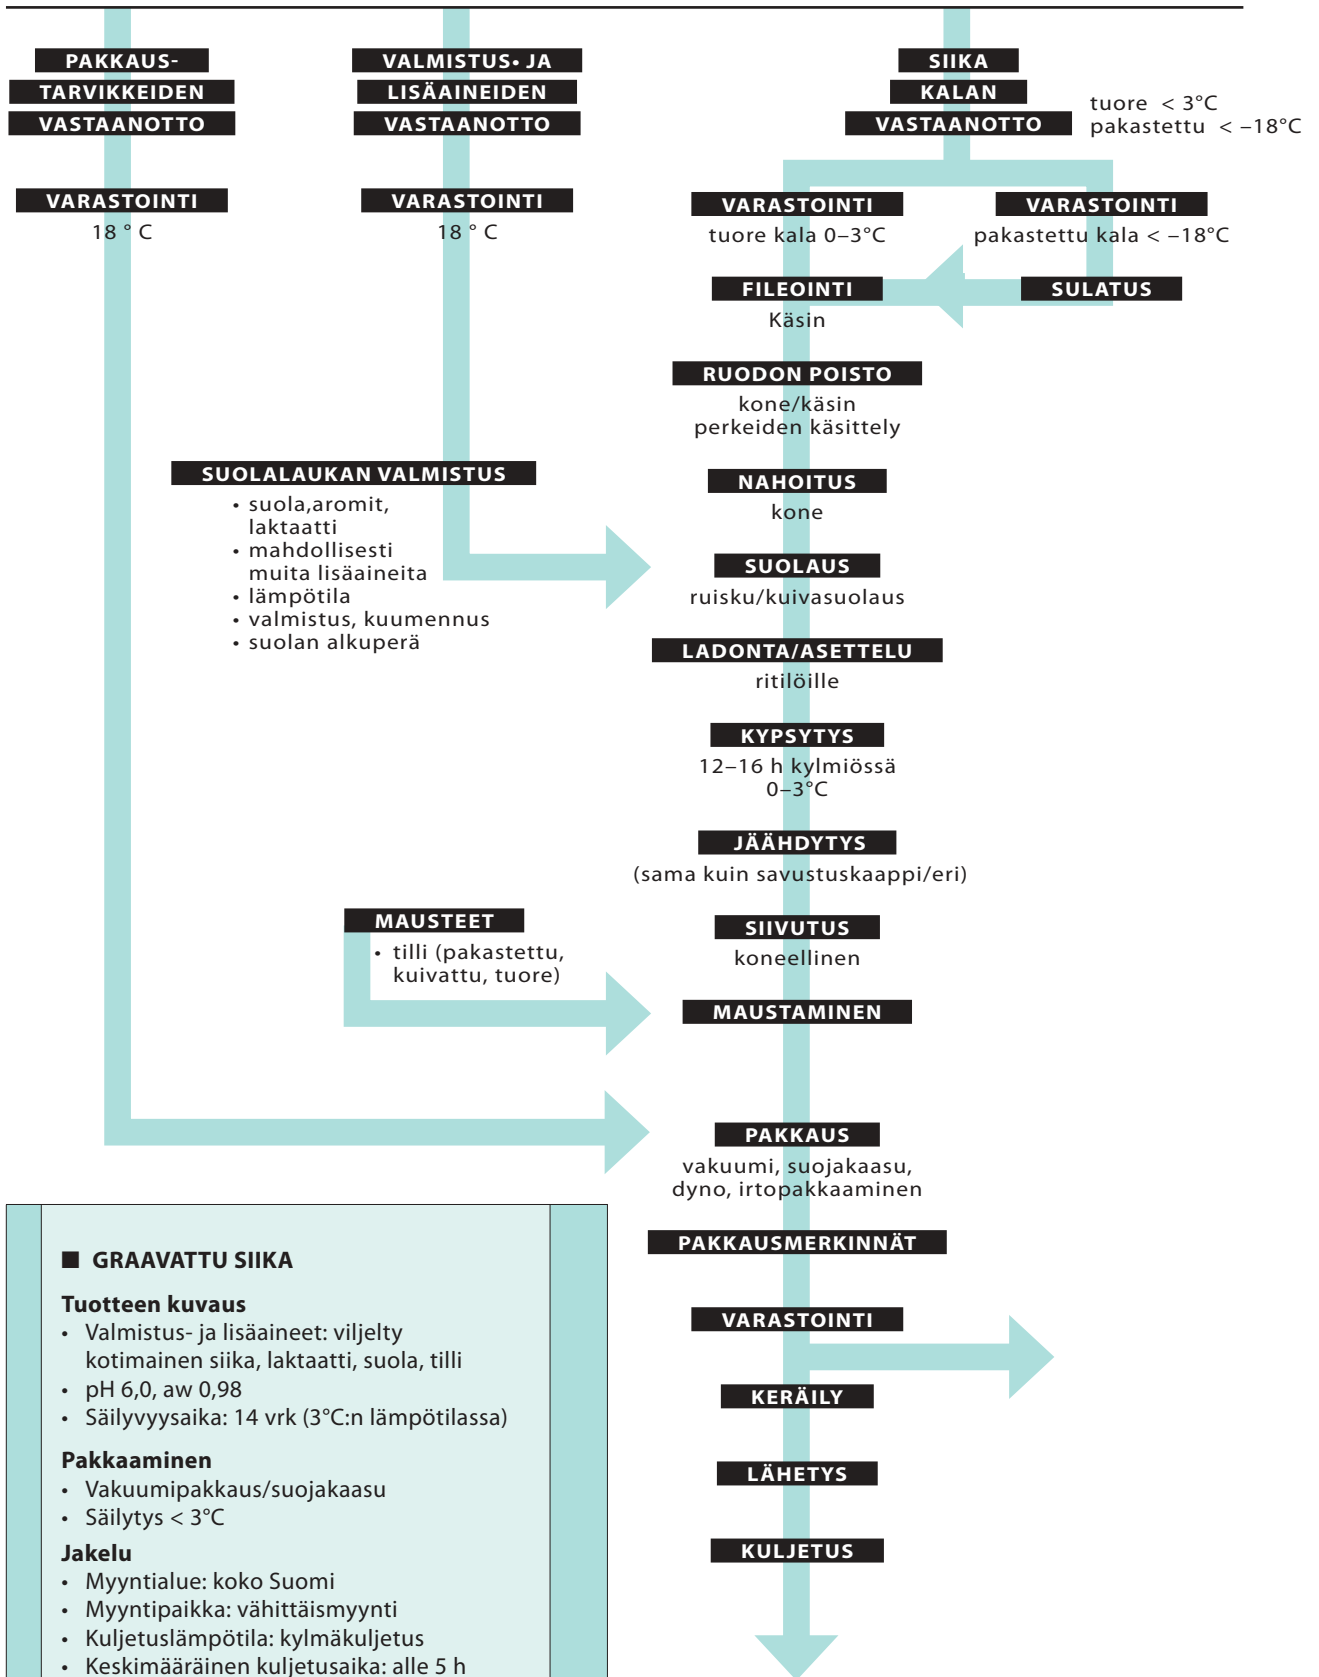 PAKKAUS-
TARVIKKEIDEN
VASTAANOTTO
VARASTOINTI
18 ° C
VALMISTUS• JA
LISÄAINEIDEN
VASTAANOTTO
VARASTOINTI
18 ° C
SIIKA
KALAN
VASTAANOTTO
tuore < 3°C
pakastettu < –18°C
VARASTOINTI
tuore kala 0–3°C
VARASTOINTI
pakastettu kala < –18°C
FILEOINTI
Käsin
SULATUS
RUODON POISTO
kone/käsin
perkeiden käsittely
SUOLALAUKAN VALMISTUS
• suola,aromit,
laktaatti
• mahdollisesti
muita lisäaineita
• lämpötila
• valmistus, kuumennus
• suolan alkuperä
NAHOITUS
kone
SUOLAUS
ruisku/kuivasuolaus
LADONTA/ASETTELU
ritilöille
KYPSYTYS
12–16 h kylmiössä
0–3°C
JÄÄHDYTYS
(sama kuin savustuskaappi/eri)
MAUSTEET
• tilli (pakastettu,
kuivattu, tuore)
SIIVUTUS
koneellinen
MAUSTAMINEN
PAKKAUS
vakuumi, suojakaasu,
dyno, irtopakkaaminen
PAKKAUSMERKINNÄT
VARASTOINTI
KERÄILY
LÄHETYS
KULJETUS
■ GRAAVATTU SIIKA
Tuotteen kuvaus
• Valmistus- ja lisäaineet: viljelty
kotimainen siika, laktaatti, suola, tilli
• pH 6,0, aw 0,98
• Säilyvyysaika: 14 vrk (3°C:n lämpötilassa)
Pakkaaminen
• Vakuumipakkaus/suojakaasu
• Säilytys < 3°C
Jakelu
• Myyntialue: koko Suomi
• Myyntipaikka: vähittäismyynti
• Kuljetuslämpötila: kylmäkuljetus
• Keskimääräinen kuljetusaika: alle 5 h